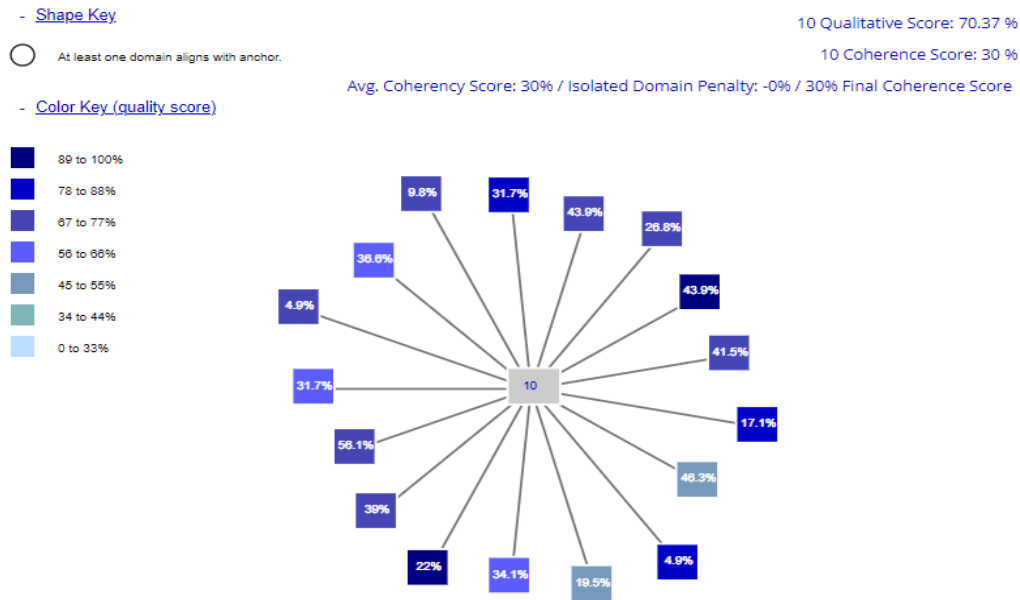 - Shape Key
At least one domain aligns with anchor.
- Color Key (quality score)
89 to 100%
78 to 88%
67 to 77%
56 to 66%
45 to 55%
34 to 44%
0 to 33%
10 Qualitative Score: 70.37 %
10 Coherence Score: 30 %
Avg. Coherency Score: 30% / Isolated Domain Penalty: -0% / 30% Final Coherence Score
9.8%
31.7%
43.9%
26.8%
36.6%
43.9%
4.9%
41.5%
31.7%
10
17.1%
56.1%
46.3%
39%
22%
34.1%
19.5%
4.9%